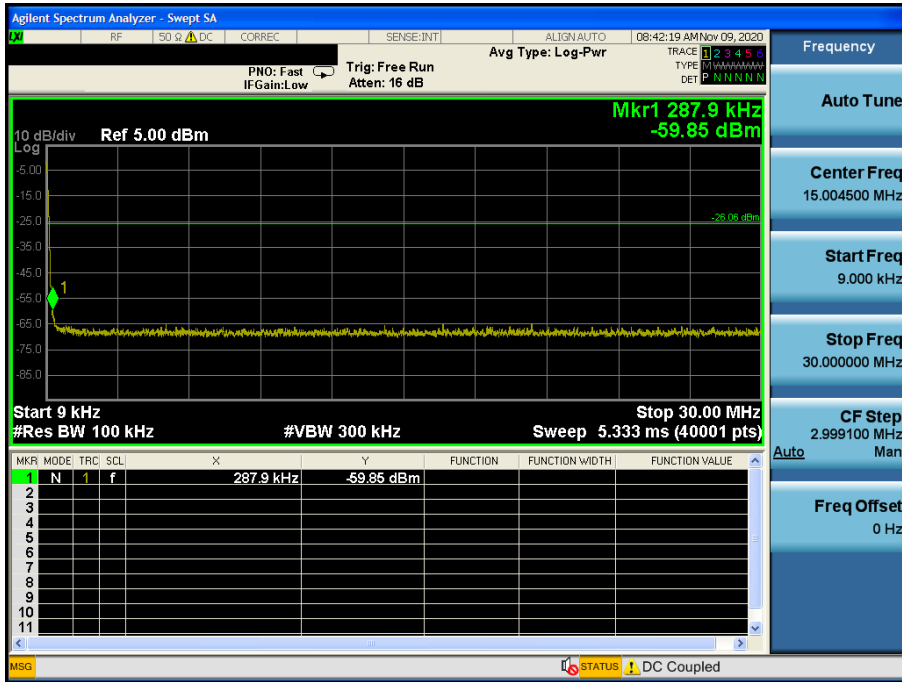 Agilent Spectrum Analyzer - Swept SA
LXI RF 50 Ω DC CORREC SENSE:INT ALIGN AUTO 08:42:19 AM Nov 09, 2020
Avg Type: Log-Pwr
TRACE 1 2 3 4 5 6
PNO: Fast Trig: Free Run
TYPE M WWWWW
IFGain:Low Atten: 16 dB
DET P N N N N N
Mkr1 287.9 kHz
-59.85 dBm
10 dB/div Ref 5.00 dBm
Log
-5.00
-15.0
-25.0
-26.06 dBm
-35.0
-45.0
1
-55.0
-65.0
-75.0
-85.0
Start 9 kHz Stop 30.00 MHz
#Res BW 100 kHz #VBW 300 kHz Sweep 5.333 ms (40001 pts)
MKR MODE TRC SCL X Y FUNCTION FUNCTION WIDTH FUNCTION VALUE
1 N 1 f 287.9 kHz -59.85 dBm
2
3
4
5
6
7
8
9
10
11
MSG STATUS DC Coupled
Frequency
Auto Tune
Center Freq
15.004500 MHz
Start Freq
9.000 kHz
Stop Freq
30.000000 MHz
CF Step
2.999100 MHz
Auto Man
Freq Offset
0 Hz